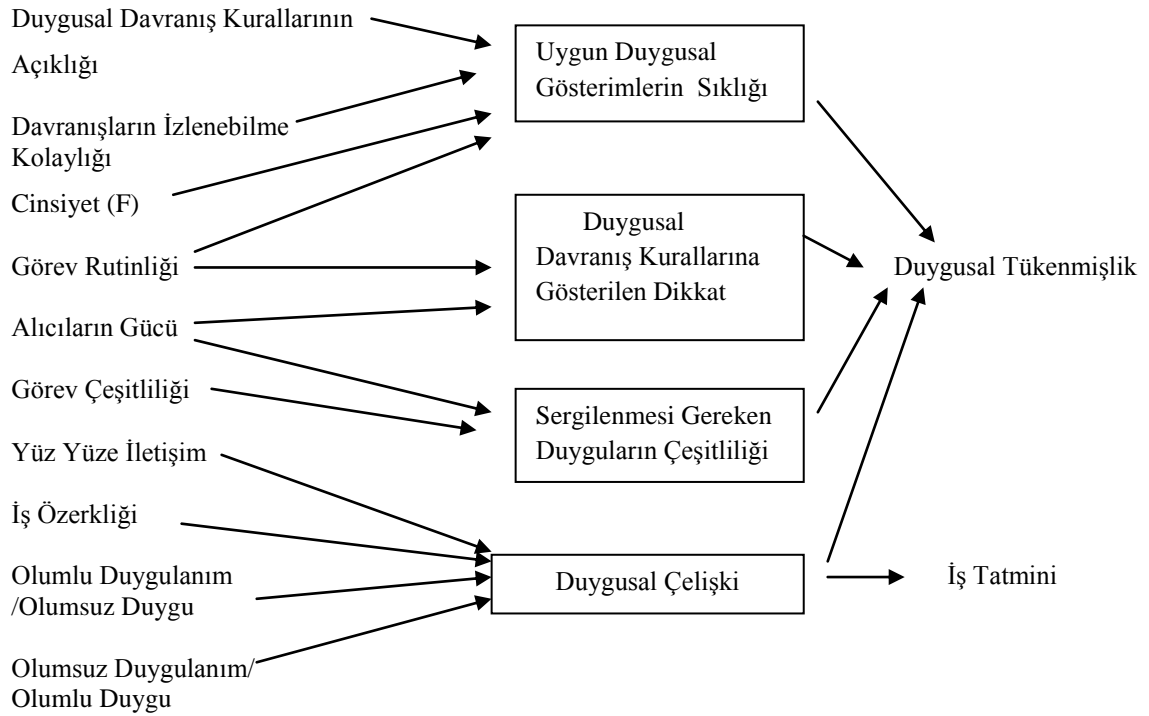 Duygusal Davranış Kurallarının
Açıklığı
Davranışların İzlenebilme
Kolaylığı
Cinsiyet (F)
Görev Rutinliği
Alıcıların Gücü
Görev Çeşitliliği
Yüz Yüze İletişim
İş Özerkliği
Olumlu Duygulanım
/Olumsuz Duygu
Olumsuz Duygulanım/
Olumlu Duygu
Uygun Duygusal
Gösterimlerin Sıklığı
Duygusal
Davranış Kurallarına
Gösterilen Dikkat
Sergilenmesi Gereken
Duyguların Çeşitliliği
Duygusal Çelişki
Duygusal Tükenmişlik
İş Tatmini